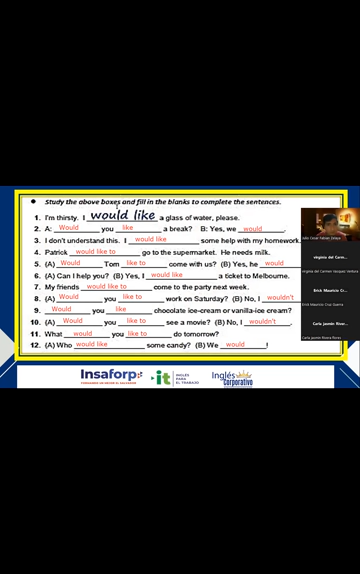 Study the above boxes and fill in the blanks to complete the sentences.
1. I'm thirsty. I would like a glass of water, please.
2. A: Would you like a break? B: Yes, we would.
3. I don't understand this. I would like some help with my homework.
4. Patrick would like to go to the supermarket. He needs milk.
5. (A) Would Tom like to come with us? (B) Yes, he would
6. (A) Can I help you? (B) Yes, I would like a ticket to Melbourne.
7. My friends would like to come to the party next week.
8. (A) Would you like to work on Saturday? (B) No, I wouldn't
9. Would you like chocolate ice-cream or vanilla-ice cream?
10. (A) Would you like to see a movie? (B) No, I wouldn't.
11. What would you like to do tomorrow?
12. (A) Who would like some candy? (B) We would!
Insaforp
it
INGLÉS
PARA
EL TRABAJO
Inglés
Corporativo